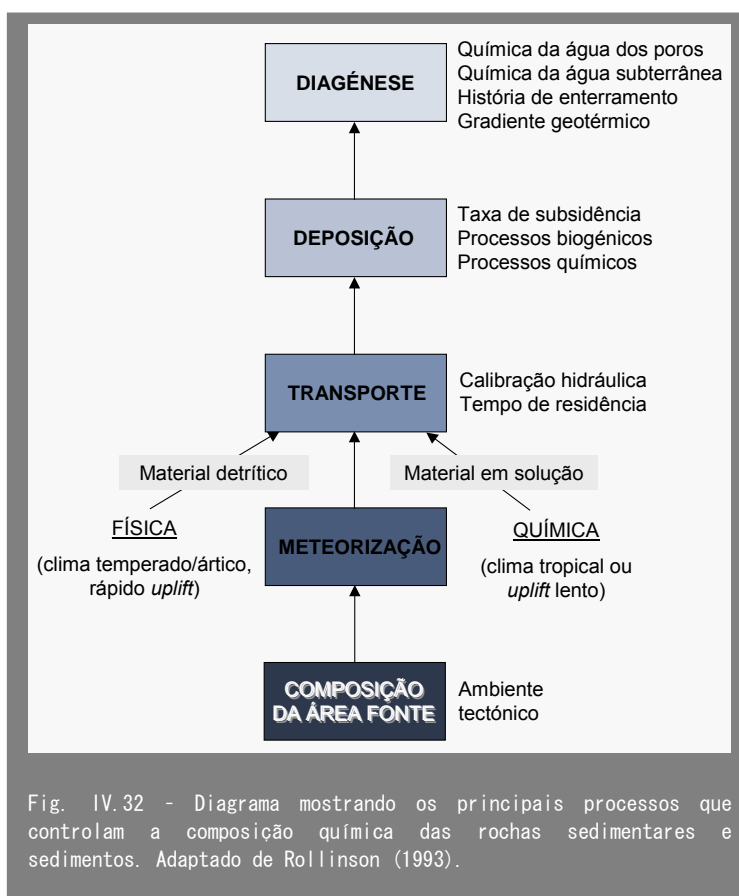 DIAGÉNESE
Química da água dos poros
Química da água subterrânea
História de enterramento
Gradiente geotérmico
DEPOSIÇÃO
Taxa de subsidência
Processos biogénicos
Processos químicos
TRANSPORTE
Calibração hidráulica
Tempo de residência
Material detrítico
Material em solução
FÍSICA
(clima temperado/ártico,
rápido uplift)
METEORIZAÇÃO
QUÍMICA
(clima tropical ou
uplift lento)
COMPOSIÇÃO
DA ÁREA FONTE
Ambiente
tectónico
Fig. IV.32 - Diagrama mostrando os principais processos que
controlam a composição química das rochas sedimentares e
sedimentos. Adaptado de Rollinson (1993).